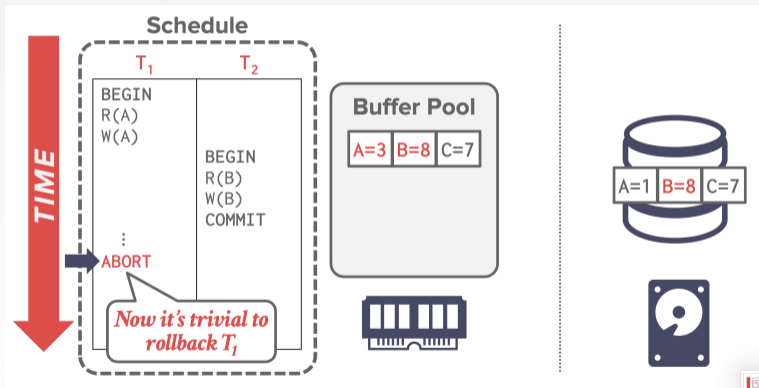 Schedule
TIME
T1
T2
BEGIN
R(A)
W(A)
BEGIN
R(B)
W(B)
COMMIT
⋮
ABORT
Now it's trivial to
rollback T1
Buffer Pool
A=3 B=8 C=7
A=1 B=8 C=7